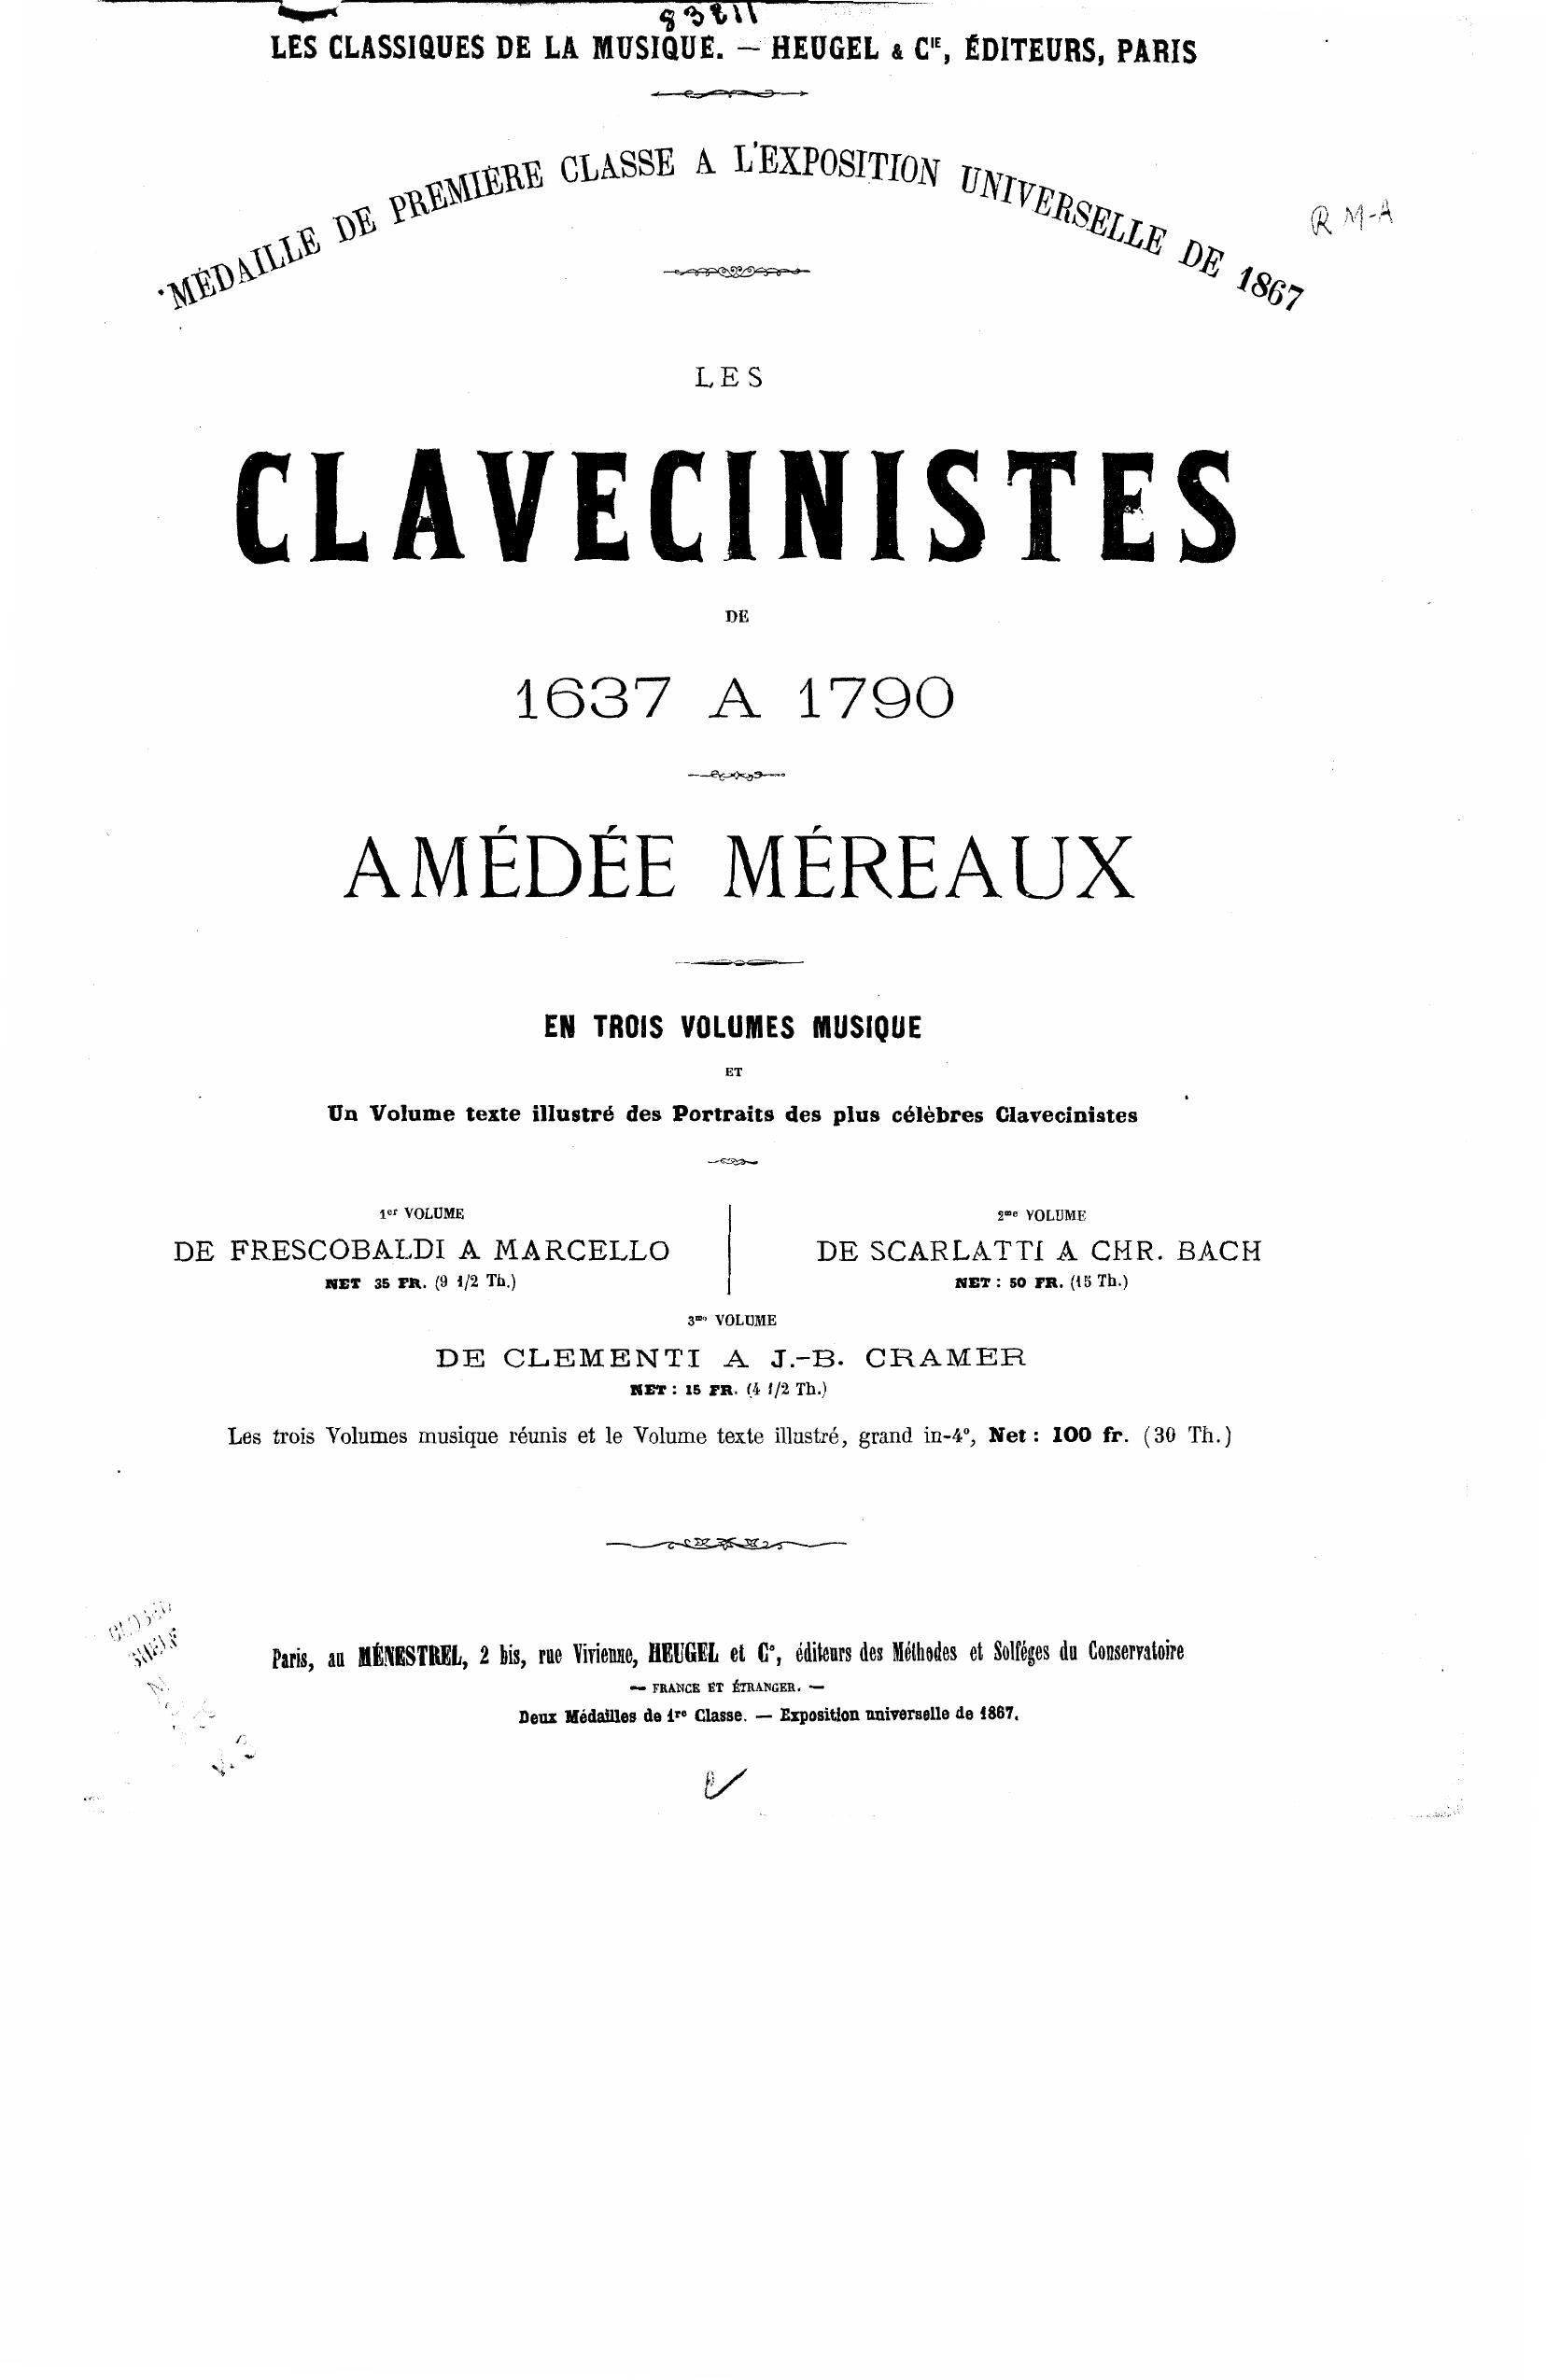 83811
LES CLASSIQUES DE LA MUSIQUE. — HEUGEL & Cᴵᴱ, ÉDITEURS, PARIS
MÉDAILLE DE PREMIÈRE CLASSE A L'EXPOSITION UNIVERSELLE DE 1867
R M-A
LES
CLAVECINISTES
DE
1637 A 1790
AMÉDÉE MÉREAUX
EN TROIS VOLUMES MUSIQUE
ET
Un Volume texte illustré des Portraits des plus célèbres Clavecinistes
1er VOLUME
DE FRESCOBALDI A MARCELLO
NET 35 FR. (9 1/2 Th.)
2me VOLUME
DE SCARLATTI A CHR. BACH
NET : 50 FR. (15 Th.)
3me VOLUME
DE CLEMENTI A J.-B. CRAMER
NET : 15 FR. (4 1/2 Th.)
Les trois Volumes musique réunis et le Volume texte illustré, grand in-4°, Net : 100 fr. (30 Th.)
Paris, au MÉNESTREL, 2 bis, rue Vivienne, HEUGEL et Cᵉ, éditeurs des Méthodes et Solféges du Conservatoire
— FRANCE ET ÉTRANGER. —
Deux Médailles de 1re Classe. — Exposition universelle de 1867.